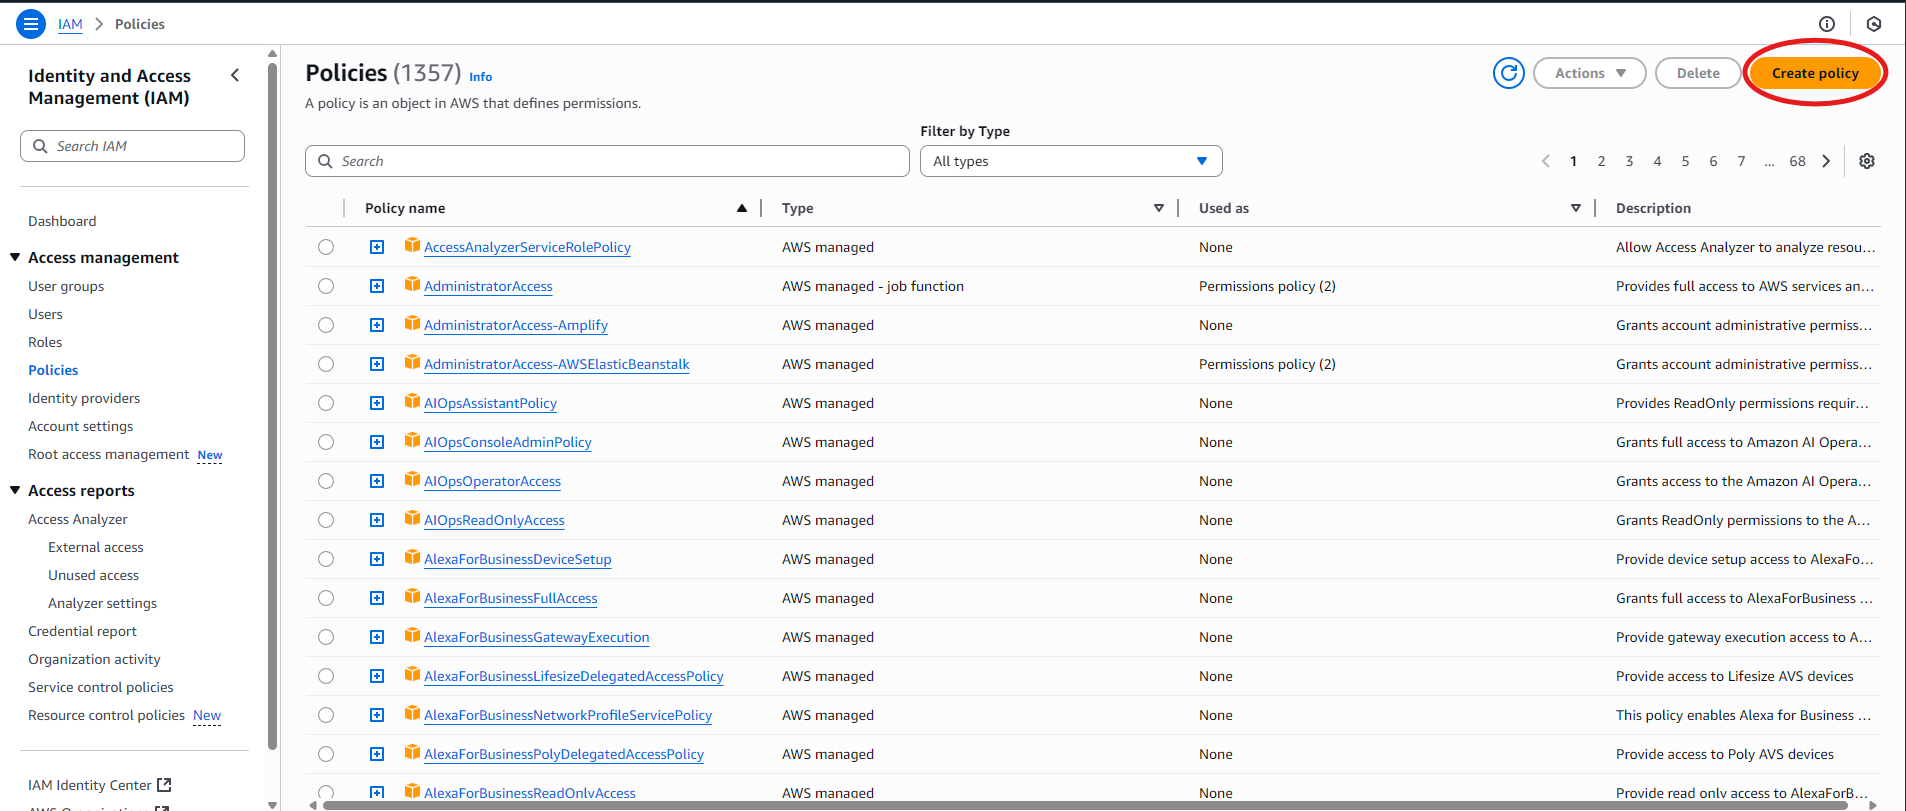 IAM > Policies
Identity and Access
Management (IAM)
Search IAM
Dashboard
Access management
User groups
Users
Roles
Policies
Identity providers
Account settings
Root access management New
Access reports
Access Analyzer
External access
Unused access
Analyzer settings
Credential report
Organization activity
Service control policies
Resource control policies New
IAM Identity Center
Policies (1357) Info
A policy is an object in AWS that defines permissions.
Actions
Delete
Create policy
Filter by Type
Search
All types
1 2 3 4 5 6 7 ... 68
Policy name Type Used as Description
AccessAnalyzerServiceRolePolicy AWS managed None Allow Access Analyzer to analyze resou...
AdministratorAccess AWS managed - job function Permissions policy (2) Provides full access to AWS services an...
AdministratorAccess-Amplify AWS managed None Grants account administrative permiss...
AdministratorAccess-AWSElasticBeanstalk AWS managed Permissions policy (2) Grants account administrative permiss...
AIOpsAssistantPolicy AWS managed None Provides ReadOnly permissions requir...
AIOpsConsoleAdminPolicy AWS managed None Grants full access to Amazon AI Opera...
AIOpsOperatorAccess AWS managed None Grants access to the Amazon AI Opera...
AIOpsReadOnlyAccess AWS managed None Grants ReadOnly permissions to the A...
AlexaForBusinessDeviceSetup AWS managed None Provide device setup access to AlexaFo...
AlexaForBusinessFullAccess AWS managed None Grants full access to AlexaForBusiness ...
AlexaForBusinessGatewayExecution AWS managed None Provide gateway execution access to A...
AlexaForBusinessLifesizeDelegatedAccessPolicy AWS managed None Provide access to Lifesize AVS devices
AlexaForBusinessNetworkProfileServicePolicy AWS managed None This policy enables Alexa for Business ...
AlexaForBusinessPolyDelegatedAccessPolicy AWS managed None Provide access to Poly AVS devices
AlexaForBusinessReadOnlyAccess AWS managed None Provide read only access to AlexaForB...